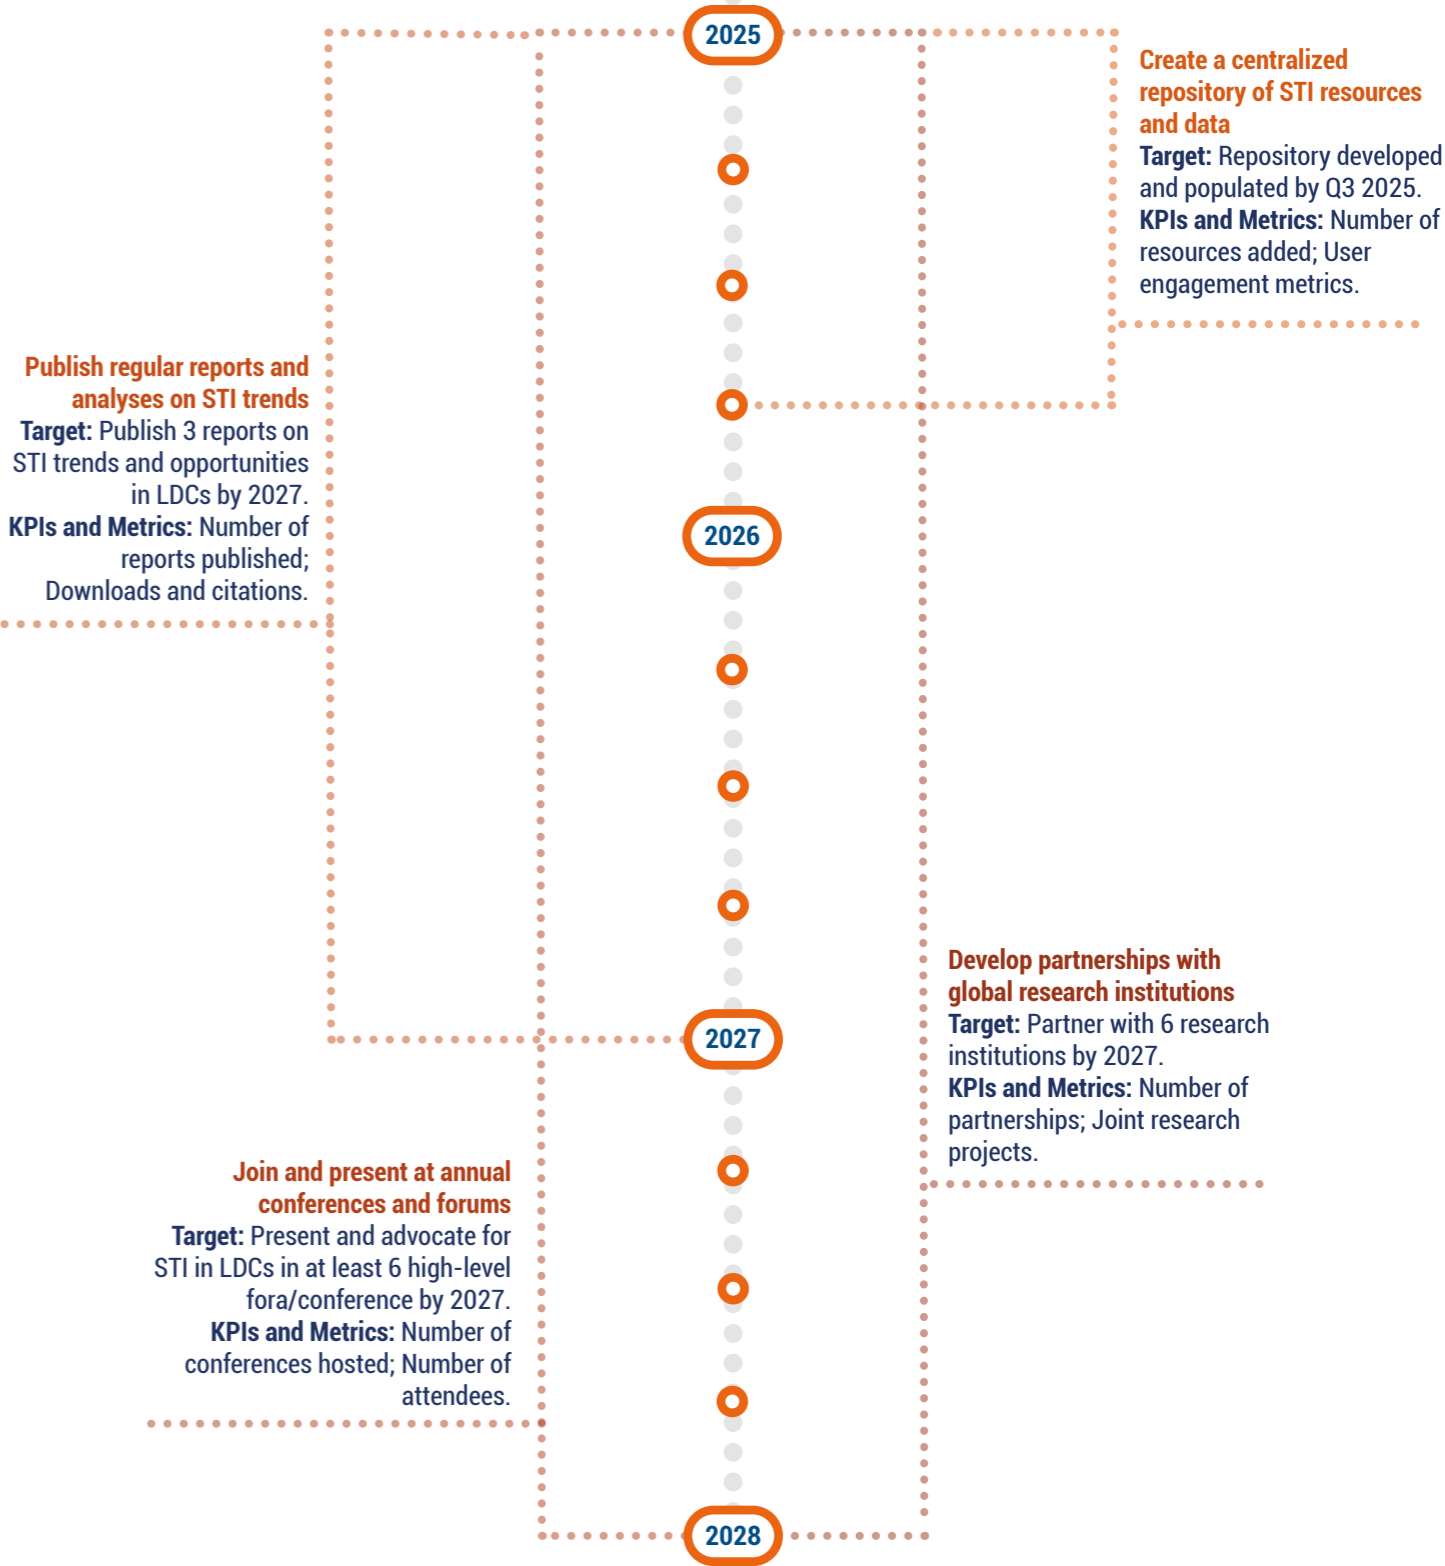 2025
Create a centralized
repository of STI resources
and data
Target: Repository developed
and populated by Q3 2025.
KPIs and Metrics: Number of
resources added; User
engagement metrics.
Publish regular reports and
analyses on STI trends
Target: Publish 3 reports on
STI trends and opportunities
in LDCs by 2027.
KPIs and Metrics: Number of
reports published;
Downloads and citations.
2026
Develop partnerships with
global research institutions
Target: Partner with 6 research
institutions by 2027.
KPIs and Metrics: Number of
partnerships; Joint research
projects.
2027
Join and present at annual
conferences and forums
Target: Present and advocate for
STI in LDCs in at least 6 high-level
fora/conference by 2027.
KPIs and Metrics: Number of
conferences hosted; Number of
attendees.
2028